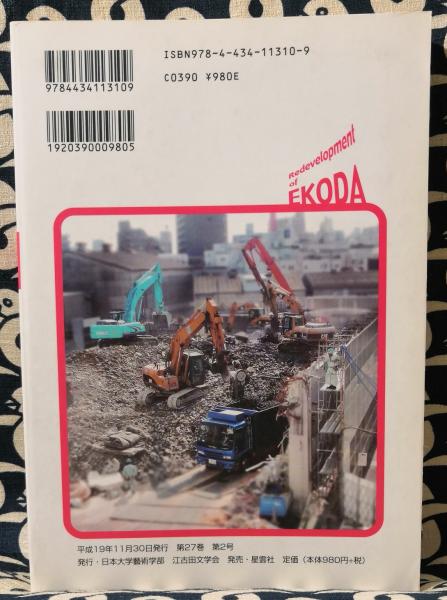 ISBN978-4-434-11310-9
C0390 ¥980E
9784434113109
1920390009805
Redevelopment
of
EKODA
平成19年11月30日発行 第27巻 第2号
発行・日本大学藝術学部 江古田文学会 発売・星雲社 定価(本体980円+税)